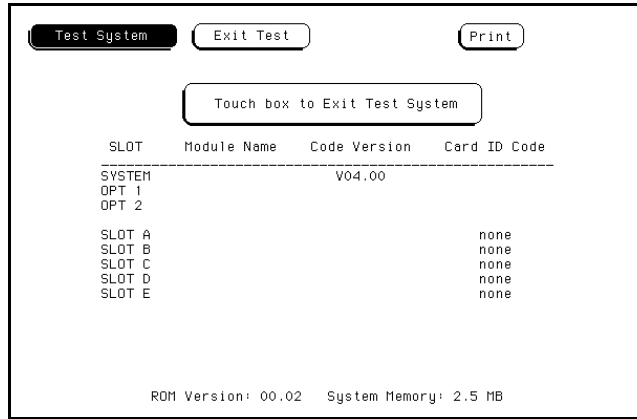 Test System Exit Test Print
Touch box to Exit Test System
SLOT Module Name Code Version Card ID Code
SYSTEM V04.00
OPT 1
OPT 2
SLOT A none
SLOT B none
SLOT C none
SLOT D none
SLOT E none
ROM Version: 00.02 System Memory: 2.5 MB